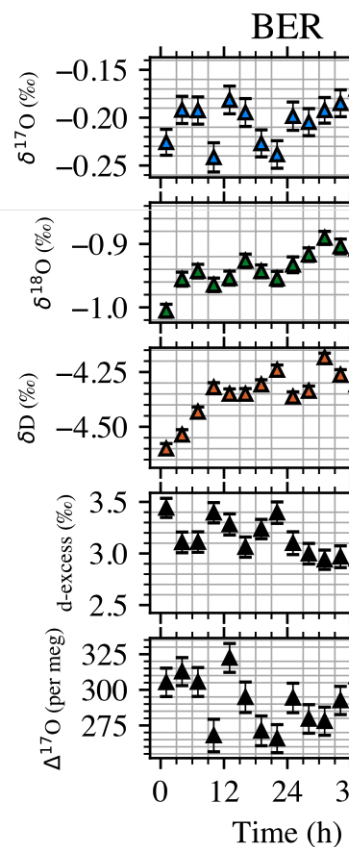 BER
δ¹⁷O (‰)
−0.15
−0.20
−0.25
δ¹⁸O (‰)
−0.9
−1.0
δD (‰)
−4.25
−4.50
d-excess (‰)
3.5
3.0
2.5
Δ¹⁷O (per meg)
325
300
275
0 12 24 3
Time (h)